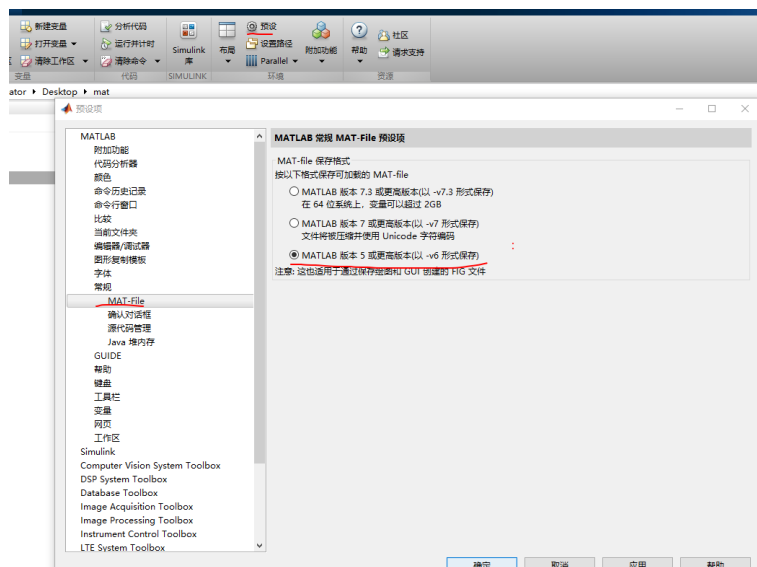 新建变量 分析代码 预设 社区
打开变量 运行并计时 Simulink 布局 设置路径 附加功能 帮助 请求支持
清除工作区 清除命令 库 Parallel
变量 代码 SIMULINK 环境 资源
ator Desktop mat
预设项
MATLAB
附加功能
代码分析器
颜色
命令历史记录
命令行窗口
比较
当前文件夹
编辑器/调试器
图形复制模板
字体
常规
MAT-File
确认对话框
源代码管理
Java 堆内存
GUIDE
帮助
键盘
工具栏
变量
网页
工作区
Simulink
Computer Vision System Toolbox
DSP System Toolbox
Database Toolbox
Image Acquisition Toolbox
Image Processing Toolbox
Instrument Control Toolbox
LTE System Toolbox
MATLAB 常规 MAT-File 预设项
MAT-file 保存格式
按以下格式保存可加载的 MAT-file
MATLAB 版本 7.3 或更高版本(以 -v7.3 形式保存)
在 64 位系统上，变量可以超过 2GB
MATLAB 版本 7 或更高版本(以 -v7 形式保存)
文件将被压缩并使用 Unicode 字符编码
MATLAB 版本 5 或更高版本(以 -v6 形式保存)
注意: 这也适用于通过保存绘图和 GUI 创建的 FIG 文件
确定 取消 应用 帮助